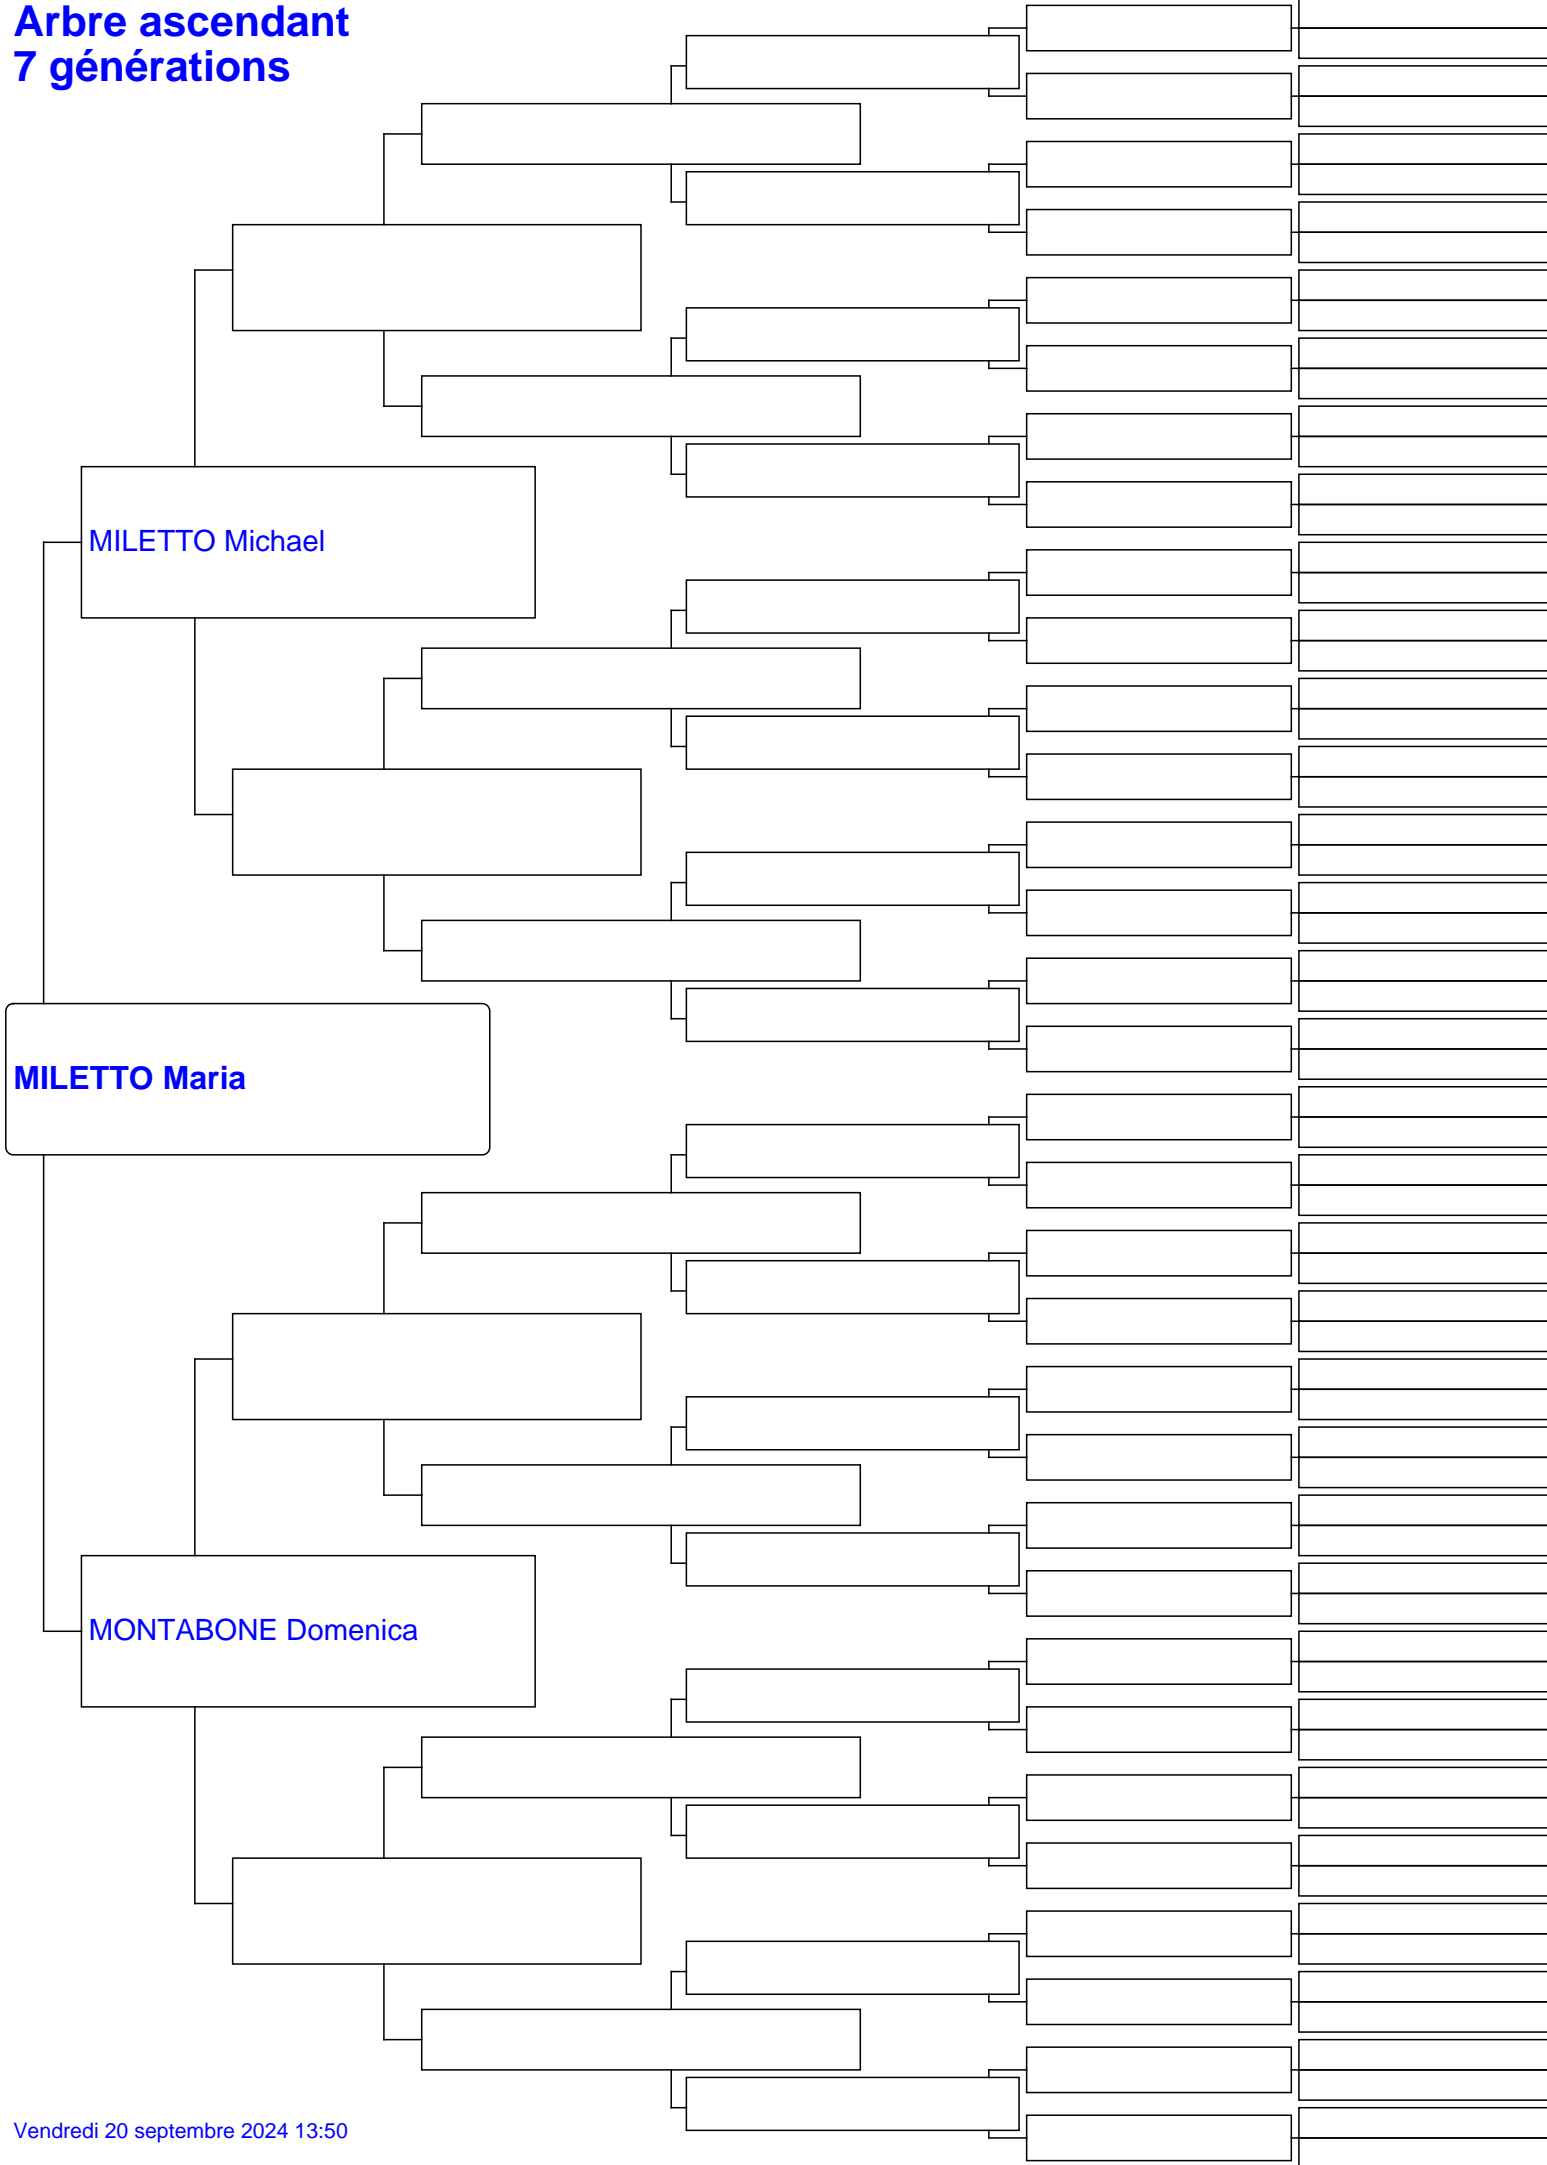 Arbre ascendant
7 générations
MILETTO Michael
MILETTO Maria
MONTABONE Domenica
Vendredi 20 septembre 2024 13:50